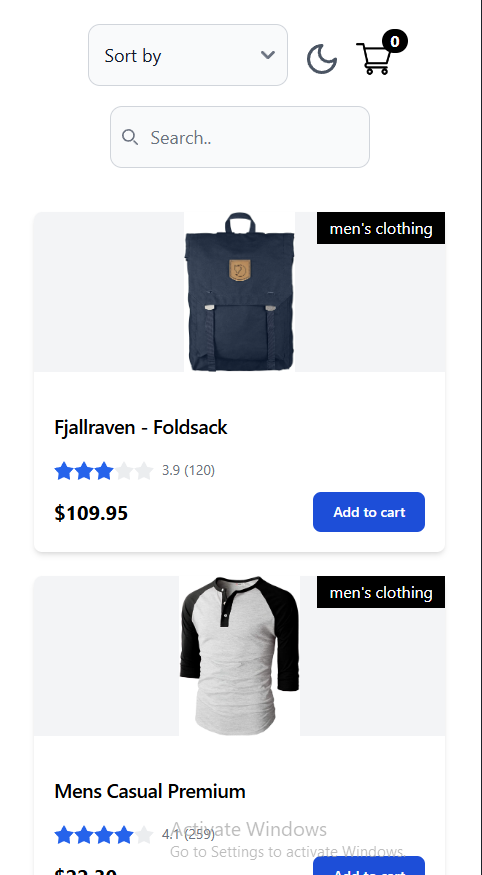 Sort by
0
Search..
men's clothing
Fjallraven - Foldsack
3.9 (120)
$109.95
Add to cart
men's clothing
Mens Casual Premium
4.1 (259)
Activate Windows
Go to Settings to activate Windows.
$22.30
Add to cart